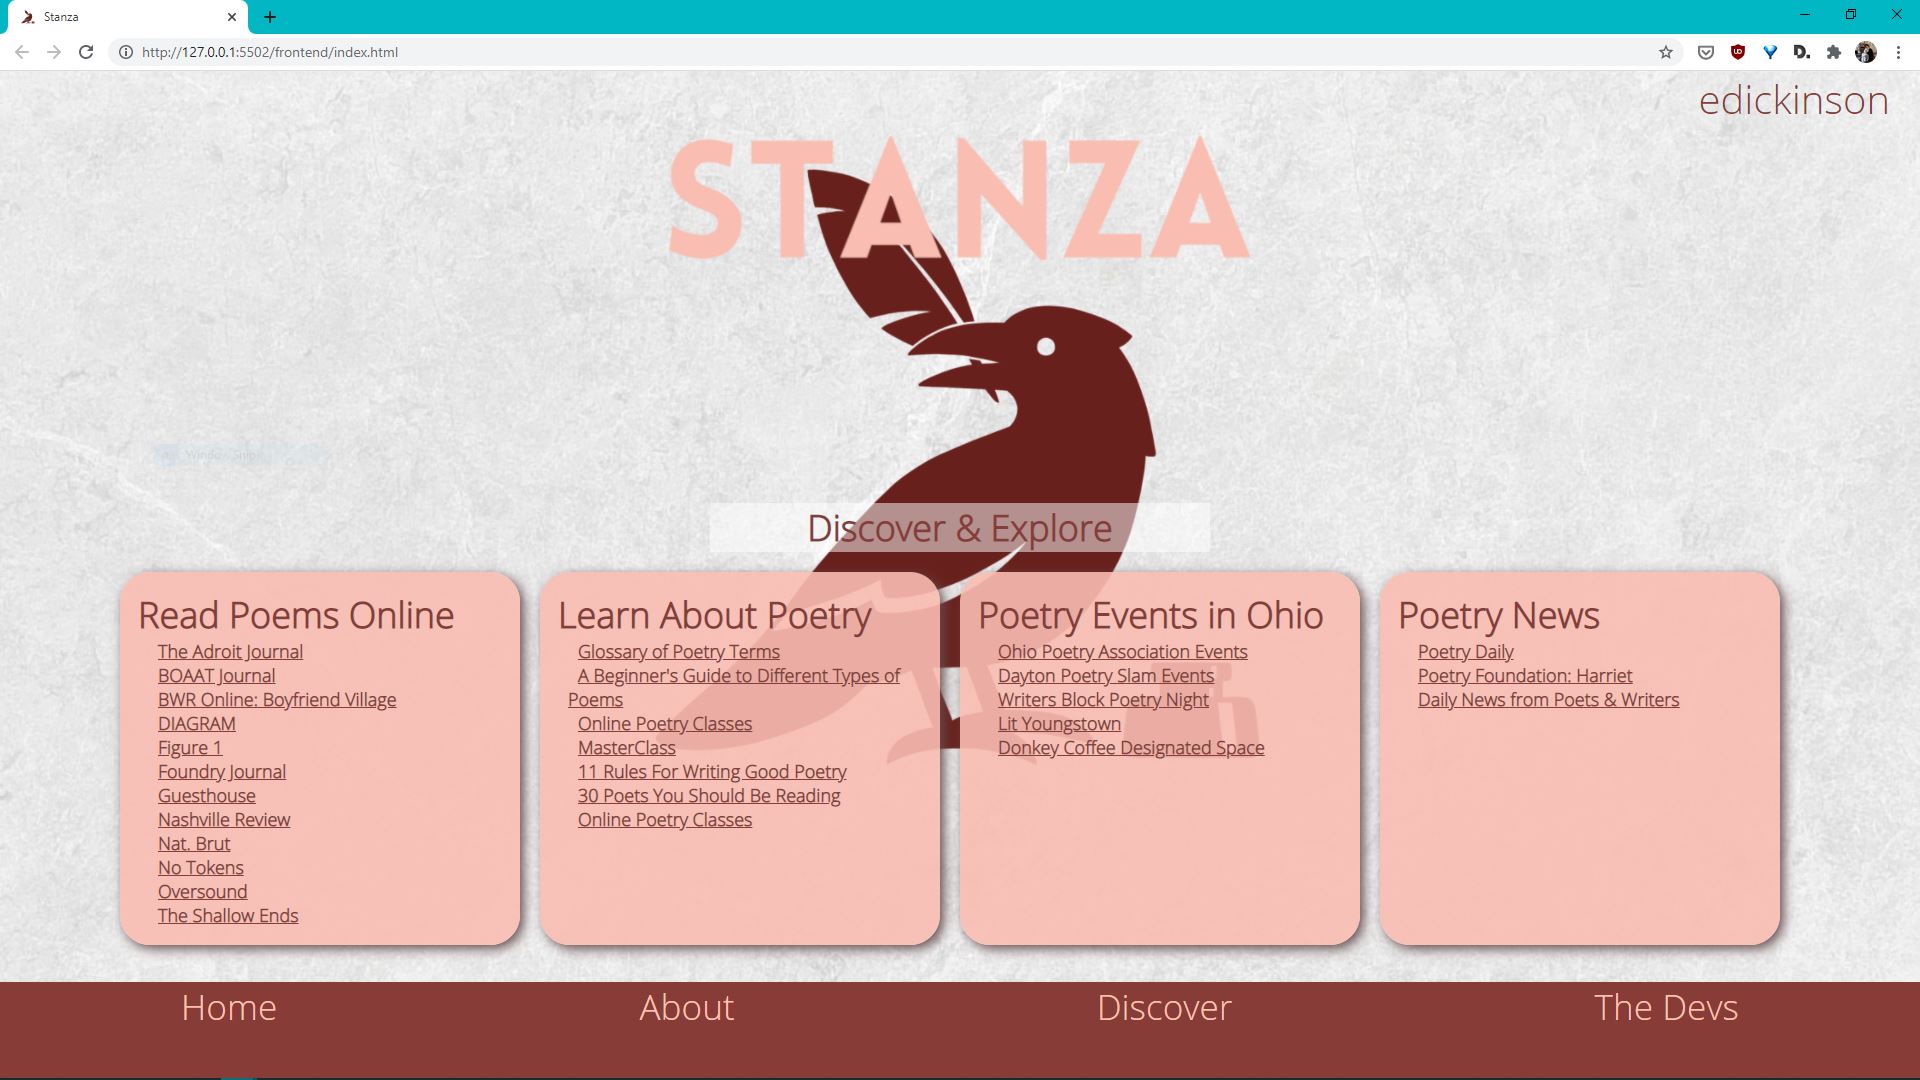 Stanza
http://127.0.0.1:5502/frontend/index.html
edickinson
STANZA
Discover & Explore
Read Poems Online
The Adroit Journal
BOAAT Journal
BWR Online: Boyfriend Village
DIAGRAM
Figure 1
Foundry Journal
Guesthouse
Nashville Review
Nat. Brut
No Tokens
Oversound
The Shallow Ends
Learn About Poetry
Glossary of Poetry Terms
A Beginner's Guide to Different Types of
Poems
Online Poetry Classes
MasterClass
11 Rules For Writing Good Poetry
30 Poets You Should Be Reading
Online Poetry Classes
Poetry Events in Ohio
Ohio Poetry Association Events
Dayton Poetry Slam Events
Writers Block Poetry Night
Lit Youngstown
Donkey Coffee Designated Space
Poetry News
Poetry Daily
Poetry Foundation: Harriet
Daily News from Poets & Writers
Home
About
Discover
The Devs